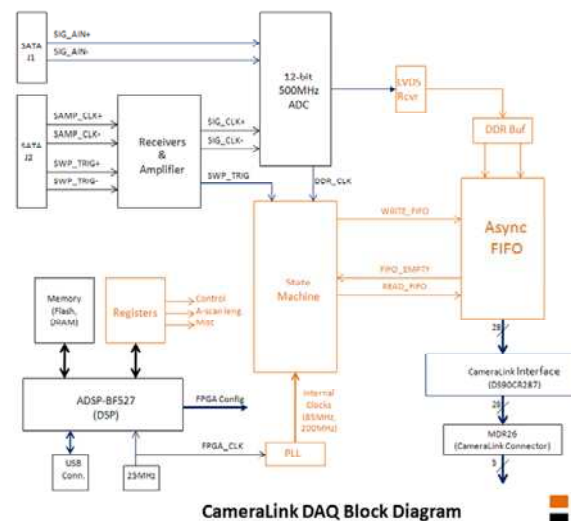 SATA
J1
SIG_AIN+
SIG_AIN-
12-bit
500MHz
ADC
LVDS
Rcvr
DDR Buf
SATA
J2
SAMP_CLK+
SAMP_CLK-
SWP_TRIG+
SWP_TRIG-
Receivers
&
Amplifier
SIG_CLK+
SIG_CLK-
SWP_TRIG
DDR_CLK
State
Machine
WRITE_FIFO
FIFO_EMPTY
READ_FIFO
Async
FIFO
Memory
(Flash,
DRAM)
Registers
Control
A-scan leng
Misc
ADSP-BF527
(DSP)
FPGA Config
Internal
Clocks
(85MHz,
200MHz)
28
CameraLink Interface
(DS90CR287)
MDR26
(CameraLink Connector)
USB
Conn.
25MHz
FPGA_CLK
PLL
CameraLink DAQ Block Diagram